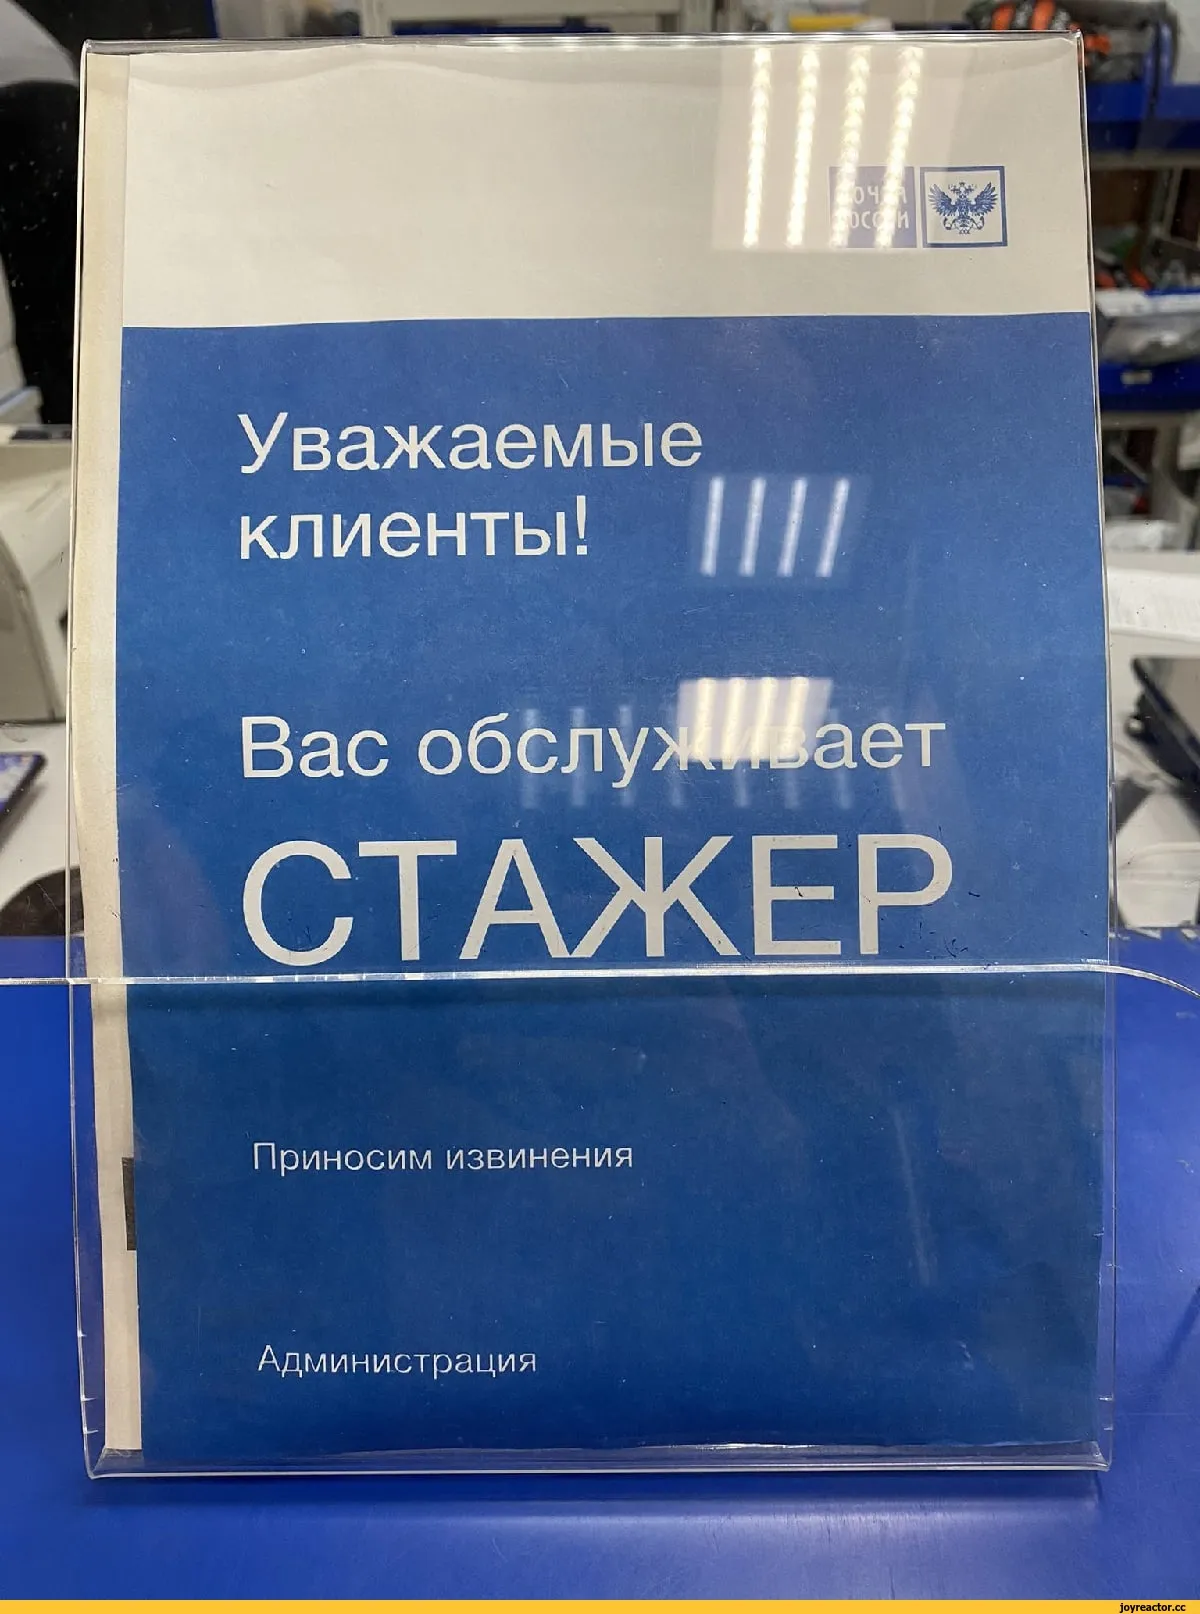 ПОЧТА
РОССИИ
Уважаемые
клиенты!
Вас обслуживает
СТАЖЕР
Приносим извинения
Администрация
joyreactor.cc